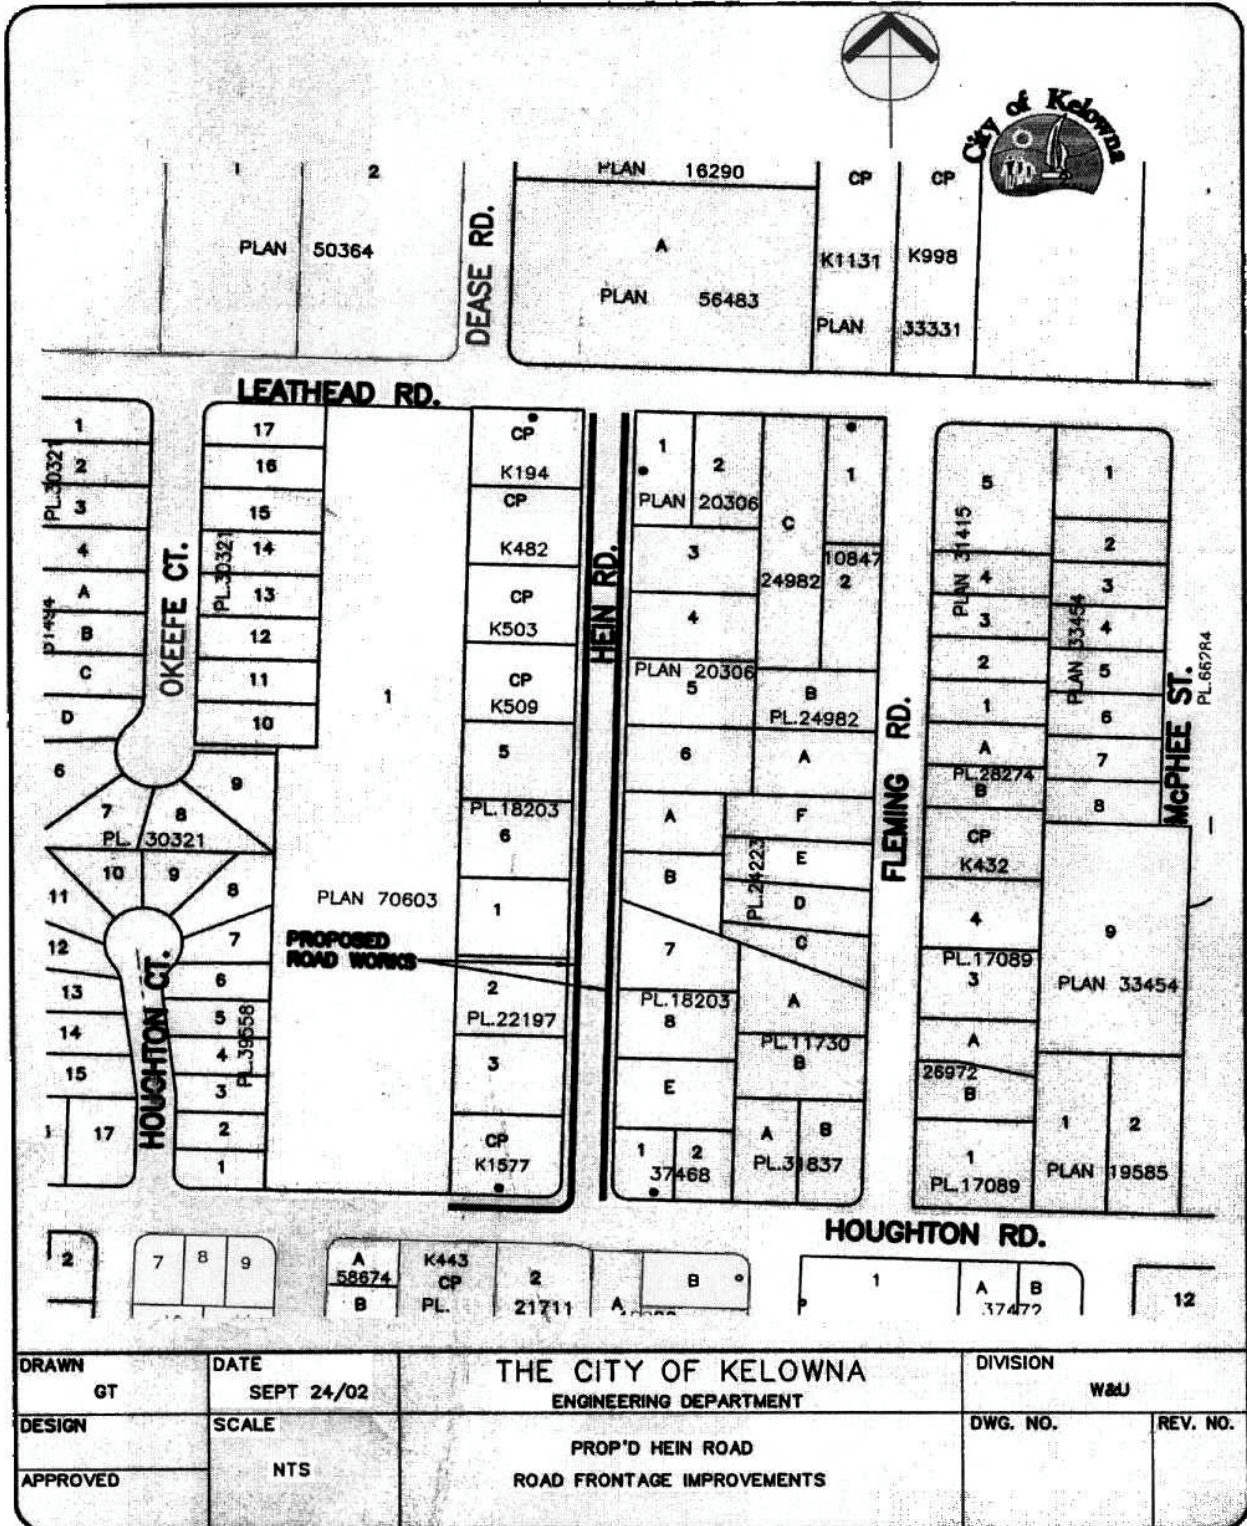 City of Kelowna
1
2
PLAN 50364
DEASE RD.
PLAN 16290
A
PLAN 56483
CP
CP
K1131
K998
PLAN 33331
LEATHEAD RD.
1
2
3
4
A
B
C
D
6
PL.30321
OKEEFE CT.
17
16
15
14
13
12
11
10
PL.30321
9
7
8
PL. 30321
10
9
8
11
7
12
6
13
5
14
4
15
3
17
2
1
PL.39558
HOUGHTON CT.
1
PLAN 70603
PROPOSED
ROAD WORKS
CP
K194
CP
K482
CP
K503
CP
K509
5
PL.18203
6
1
2
PL.22197
3
CP
K1577
HEIN RD.
1
2
PLAN 20306
3
4
PLAN 20306
5
6
A
B
7
PL.18203
8
E
1
2
37468
C
24982
1
10847
2
B
PL.24982
A
F
E
D
C
PL.24223
A
PL.11730
B
A
B
PL.31837
FLEMING RD.
5
PLAN 31415
4
3
2
1
A
PL.28274
B
CP
K432
4
PL.17089
3
A
26972
B
1
PL.17089
1
2
3
4
5
6
7
8
PLAN 33454
9
PLAN 33454
1
2
PLAN 19585
McPHEE ST.
PL.66284
HOUGHTON RD.
2
7
8
9
A
58674
B
K443
CP
PL.
2
21711
A
B
1
A
B
37472
12
DRAWN
GT
DATE
SEPT 24/02
THE CITY OF KELOWNA
ENGINEERING DEPARTMENT
DIVISION
W&U
DESIGN
SCALE
NTS
PROP'D HEIN ROAD
ROAD FRONTAGE IMPROVEMENTS
DWG. NO.
REV. NO.
APPROVED